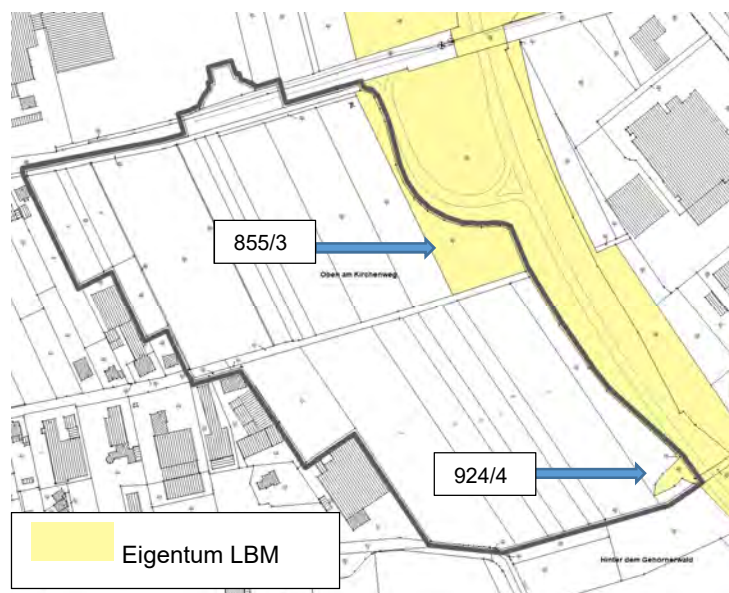 855/3
Oben am Kirchenweg
924/4
Eigentum LBM
Hinter dem Gehörnerwald